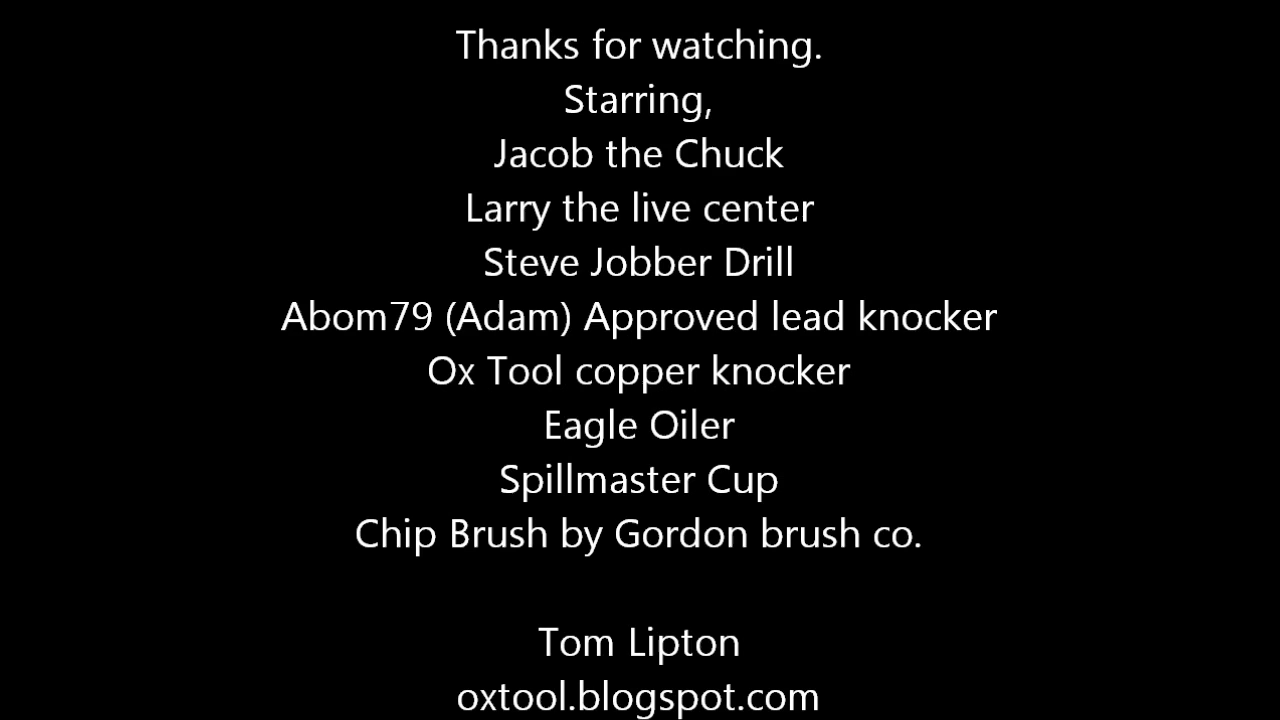 Thanks for watching.
Starring,
Jacob the Chuck
Larry the live center
Steve Jobber Drill
Abom79 (Adam) Approved lead knocker
Ox Tool copper knocker
Eagle Oiler
Spillmaster Cup
Chip Brush by Gordon brush co.
Tom Lipton
oxtool.blogspot.com